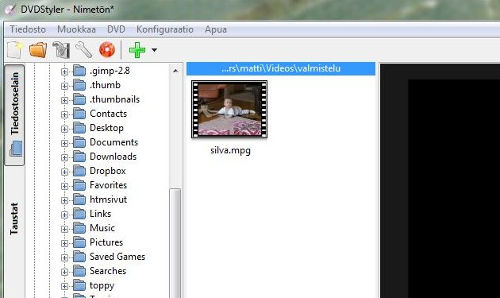 DVDStyler - Nimetön*
Tiedosto Muokkaa DVD Konfiguraatio Apua
Tiedostoselain
Taustat
.gimp-2.8
.thumb
.thumbnails
Contacts
Desktop
Documents
Downloads
Dropbox
Favorites
htmsivut
Links
Music
Pictures
Saved Games
Searches
toppy
...rs\matti\Videos\valmistelu
silva.mpg